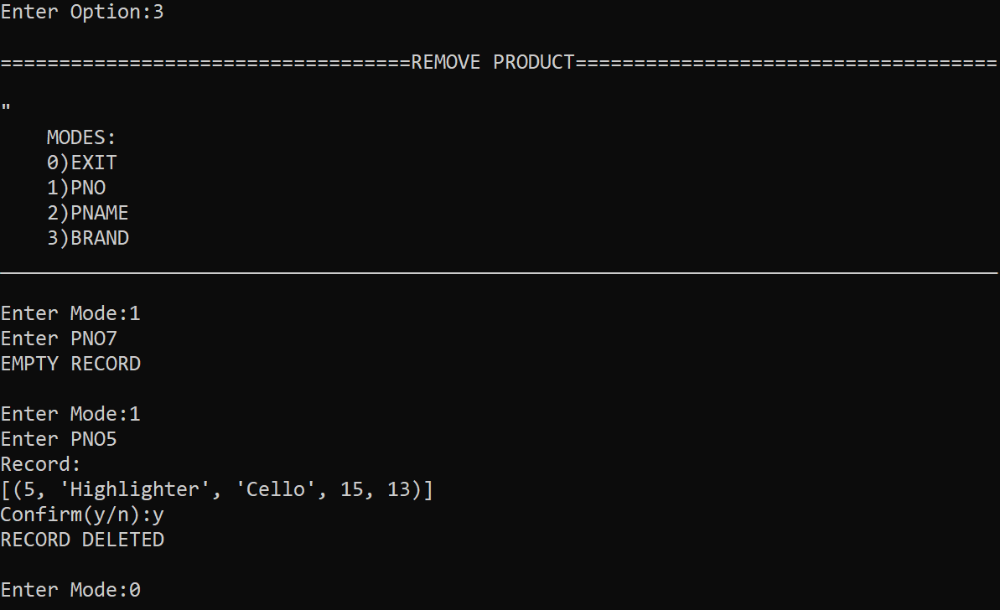 Enter Option:3
===================================REMOVE PRODUCT====================================
"
MODES:
0)EXIT
1)PNO
2)PNAME
3)BRAND
_____________________________________________________________________________________
Enter Mode:1
Enter PNO7
EMPTY RECORD
Enter Mode:1
Enter PNO5
Record:
[(5, 'Highlighter', 'Cello', 15, 13)]
Confirm(y/n):y
RECORD DELETED
Enter Mode:0